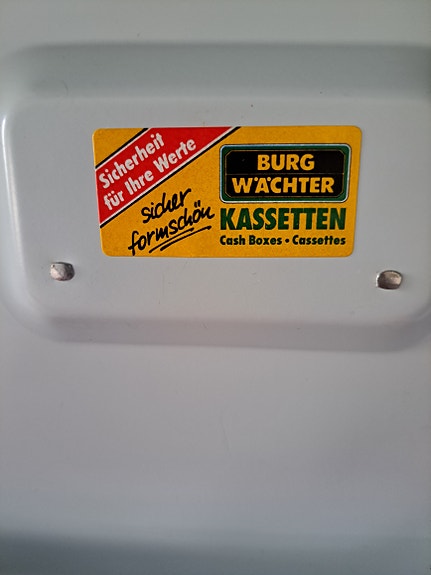 Sicherheit
für Ihre Werte
sicher
formschön
BURG
WÄCHTER
KASSETTEN
Cash Boxes • Cassettes